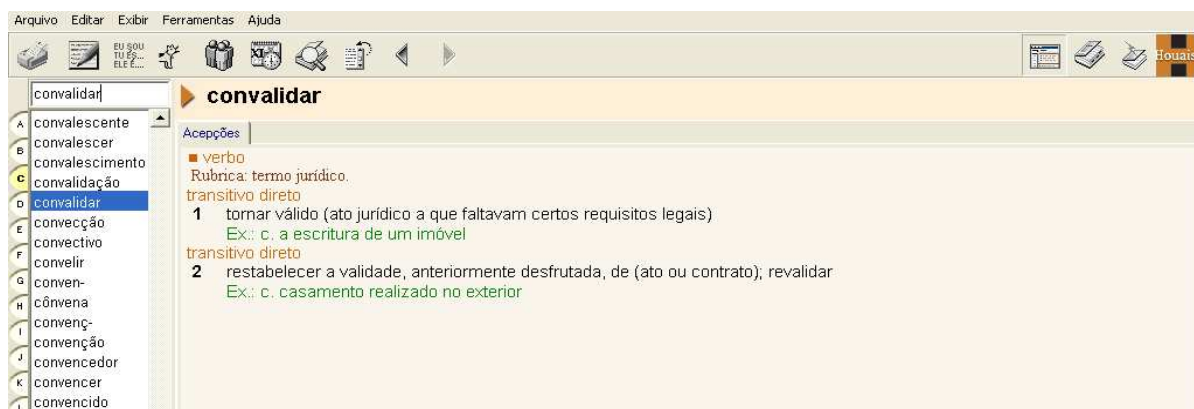 Arquivo Editar Exibir Ferramentas Ajuda
EU SOU
TU ÉS...
ELE É....
XI
Houais
convalidar
convalidar
A
B
C
D
E
F
G
H
I
J
K
L
convalescente
convalescer
convalescimento
convalidação
convalidar
convecção
convectivo
convelir
conven-
cônvena
convenç-
convenção
convencedor
convencer
convencido
Acepções
verbo
Rubrica: termo jurídico.
transitivo direto
1 tornar válido (ato jurídico a que faltavam certos requisitos legais)
Ex.: c. a escritura de um imóvel
transitivo direto
2 restabelecer a validade, anteriormente desfrutada, de (ato ou contrato); revalidar
Ex.: c. casamento realizado no exterior